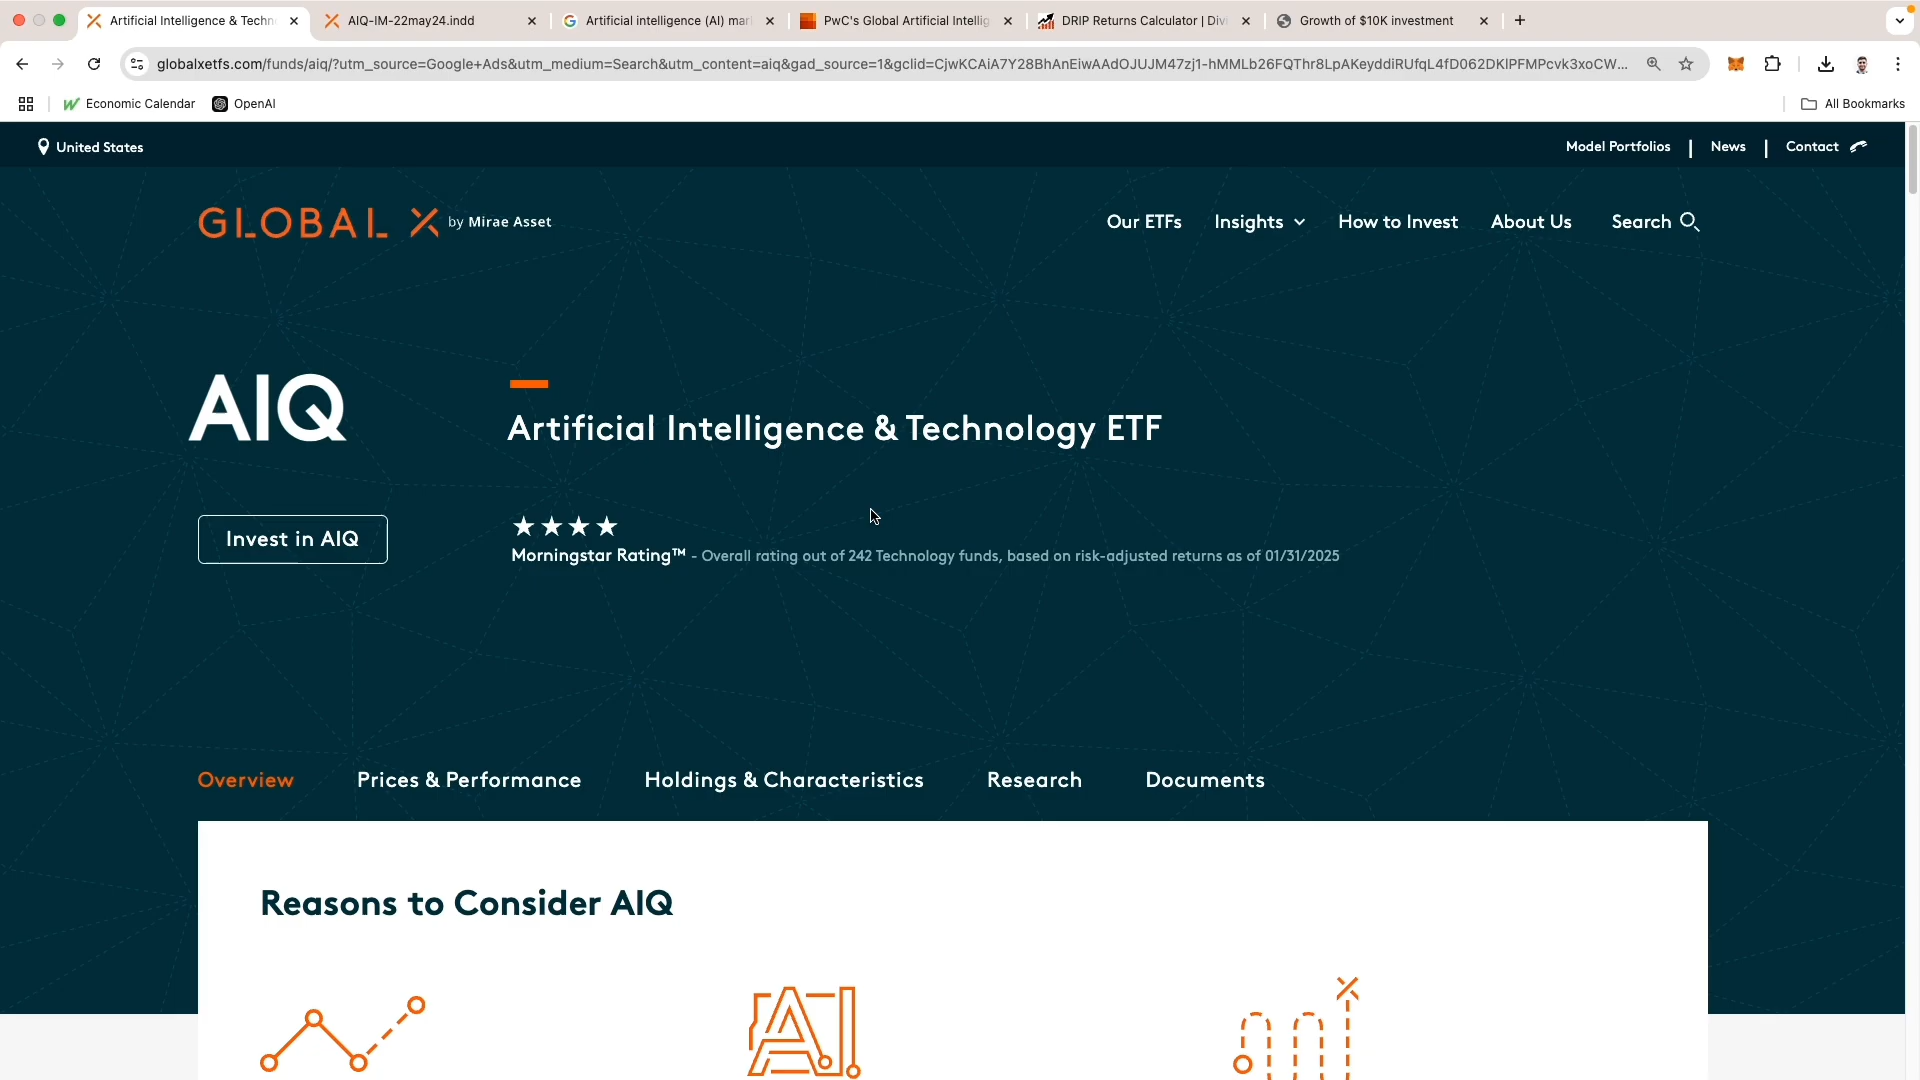 Artificial Intelligence & Techn
AIQ-IM-22may24.indd
Artificial intelligence (AI) mar
PwC's Global Artificial Intellig
DRIP Returns Calculator | Divi
Growth of $10K investment
globalxetfs.com/funds/aiq/?utm_source=Google+Ads&utm_medium=Search&utm_content=aiq&gad_source=1&gclid=CjwKCAiA7Y28BhAnEiwAAdOJUJM47zj1-hMMLb26FQThr8LpAKeyddiRUfqL4fD062DKlPFMPcvk3xoCW...
Economic Calendar
OpenAI
All Bookmarks
United States
Model Portfolios | News | Contact
GLOBAL X by Mirae Asset
Our ETFs
Insights
How to Invest
About Us
Search
AIQ
Artificial Intelligence & Technology ETF
Invest in AIQ
Morningstar Rating™ - Overall rating out of 242 Technology funds, based on risk-adjusted returns as of 01/31/2025
Overview
Prices & Performance
Holdings & Characteristics
Research
Documents
Reasons to Consider AIQ
AI